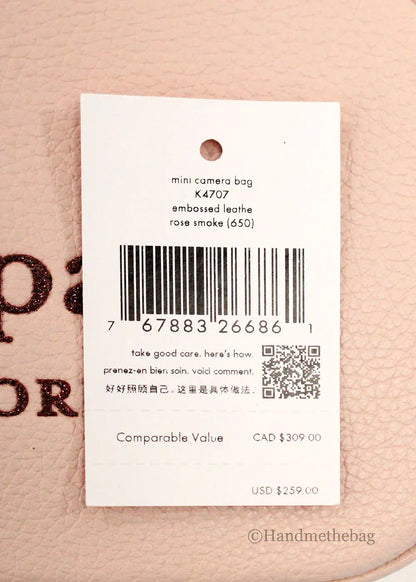 mini camera bag
K4707
embossed leathe
rose smoke (650)
pa
OR
7 67883 26686 1
take good care. here's how.
prenez-en bien soin. voici comment.
好好照顾自己，这里是具体做法。
Comparable Value CAD $309.00
USD $259.00
©Handmethebag